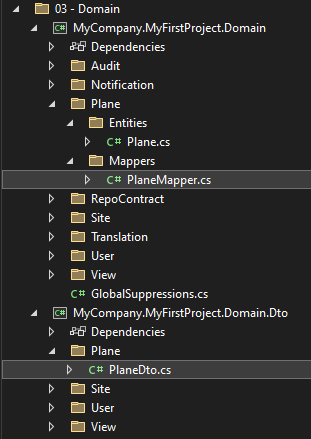 03 - Domain
C# MyCompany.MyFirstProject.Domain
Dependencies
Audit
Notification
Plane
Entities
C# Plane.cs
Mappers
C# PlaneMapper.cs
RepoContract
Site
Translation
User
View
C# GlobalSuppressions.cs
C# MyCompany.MyFirstProject.Domain.Dto
Dependencies
Plane
C# PlaneDto.cs
Site
User
View